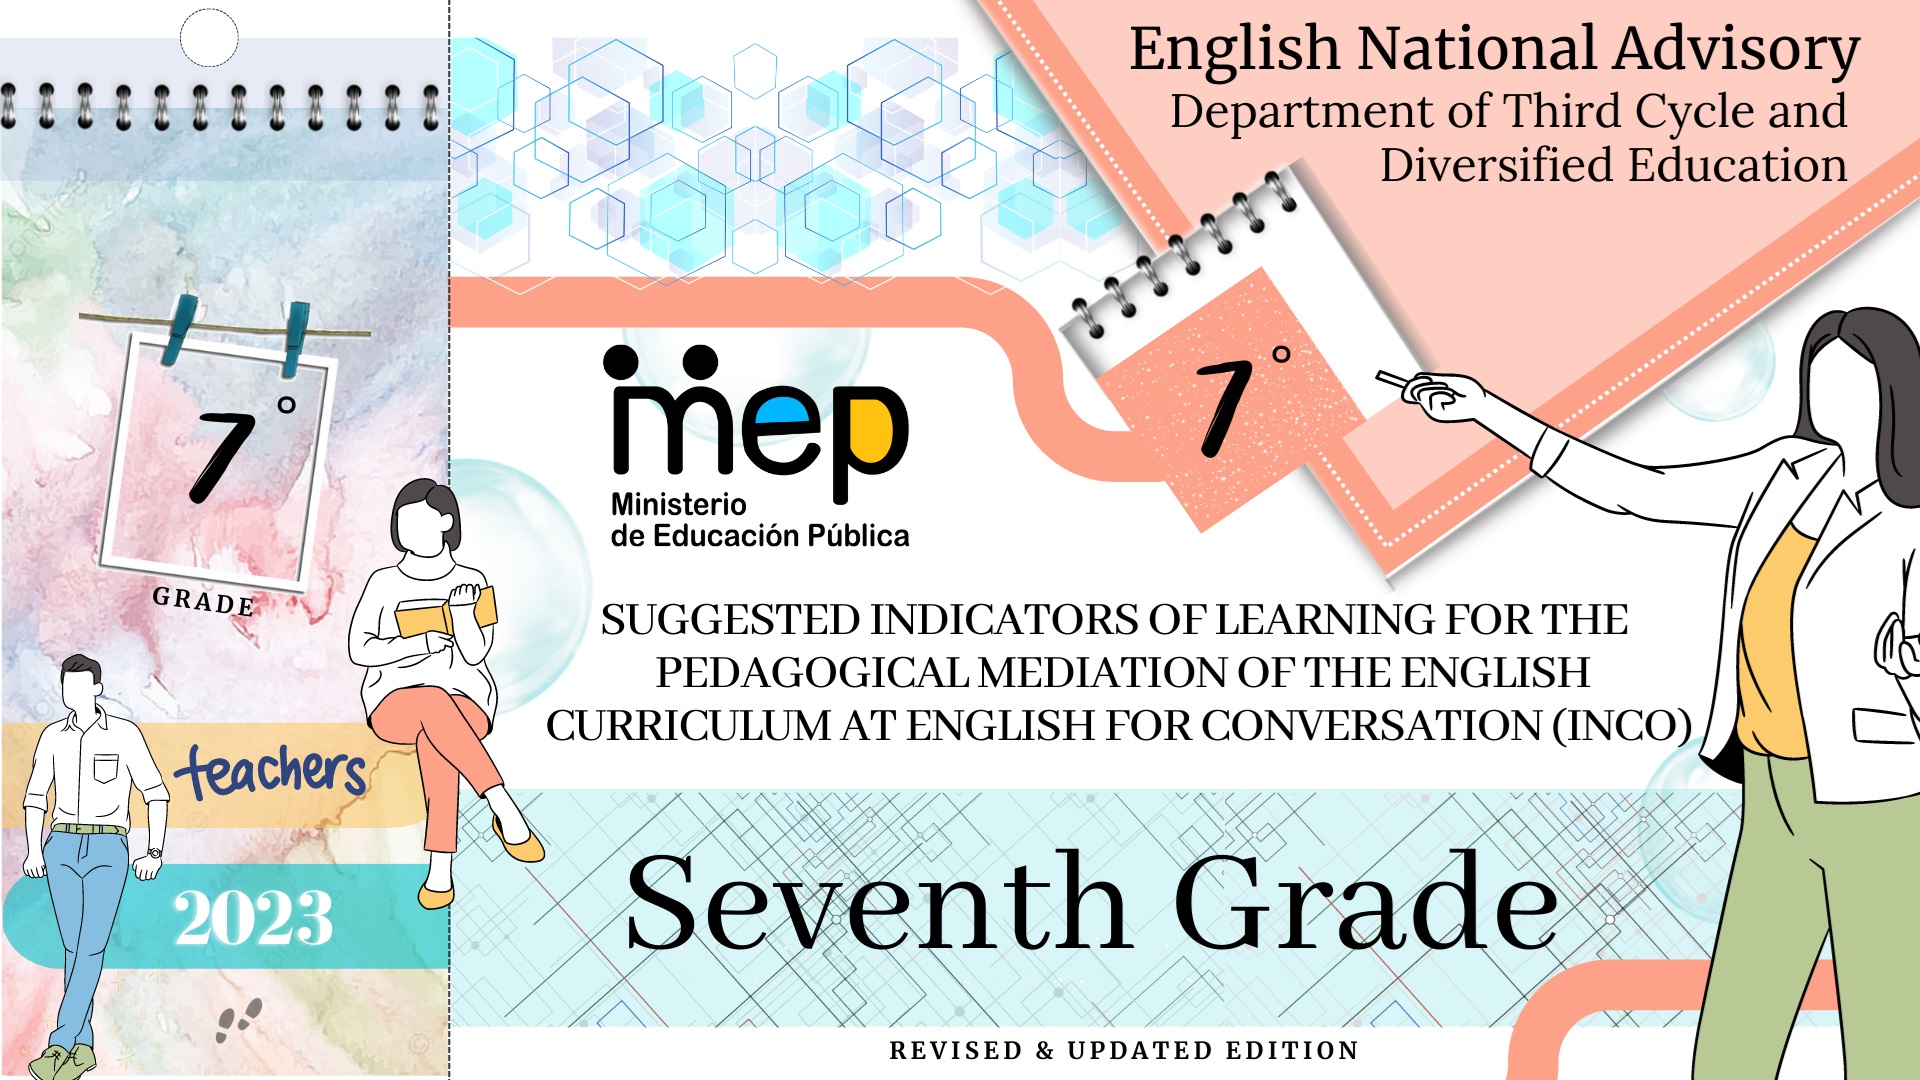 English National Advisory
Department of Third Cycle and
Diversified Education
7°
7°
GRADE
mep
Ministerio
de Educación Pública
SUGGESTED INDICATORS OF LEARNING FOR THE
PEDAGOGICAL MEDIATION OF THE ENGLISH
CURRICULUM AT ENGLISH FOR CONVERSATION (INCO)
teachers
2023
Seventh Grade
REVISED & UPDATED EDITION